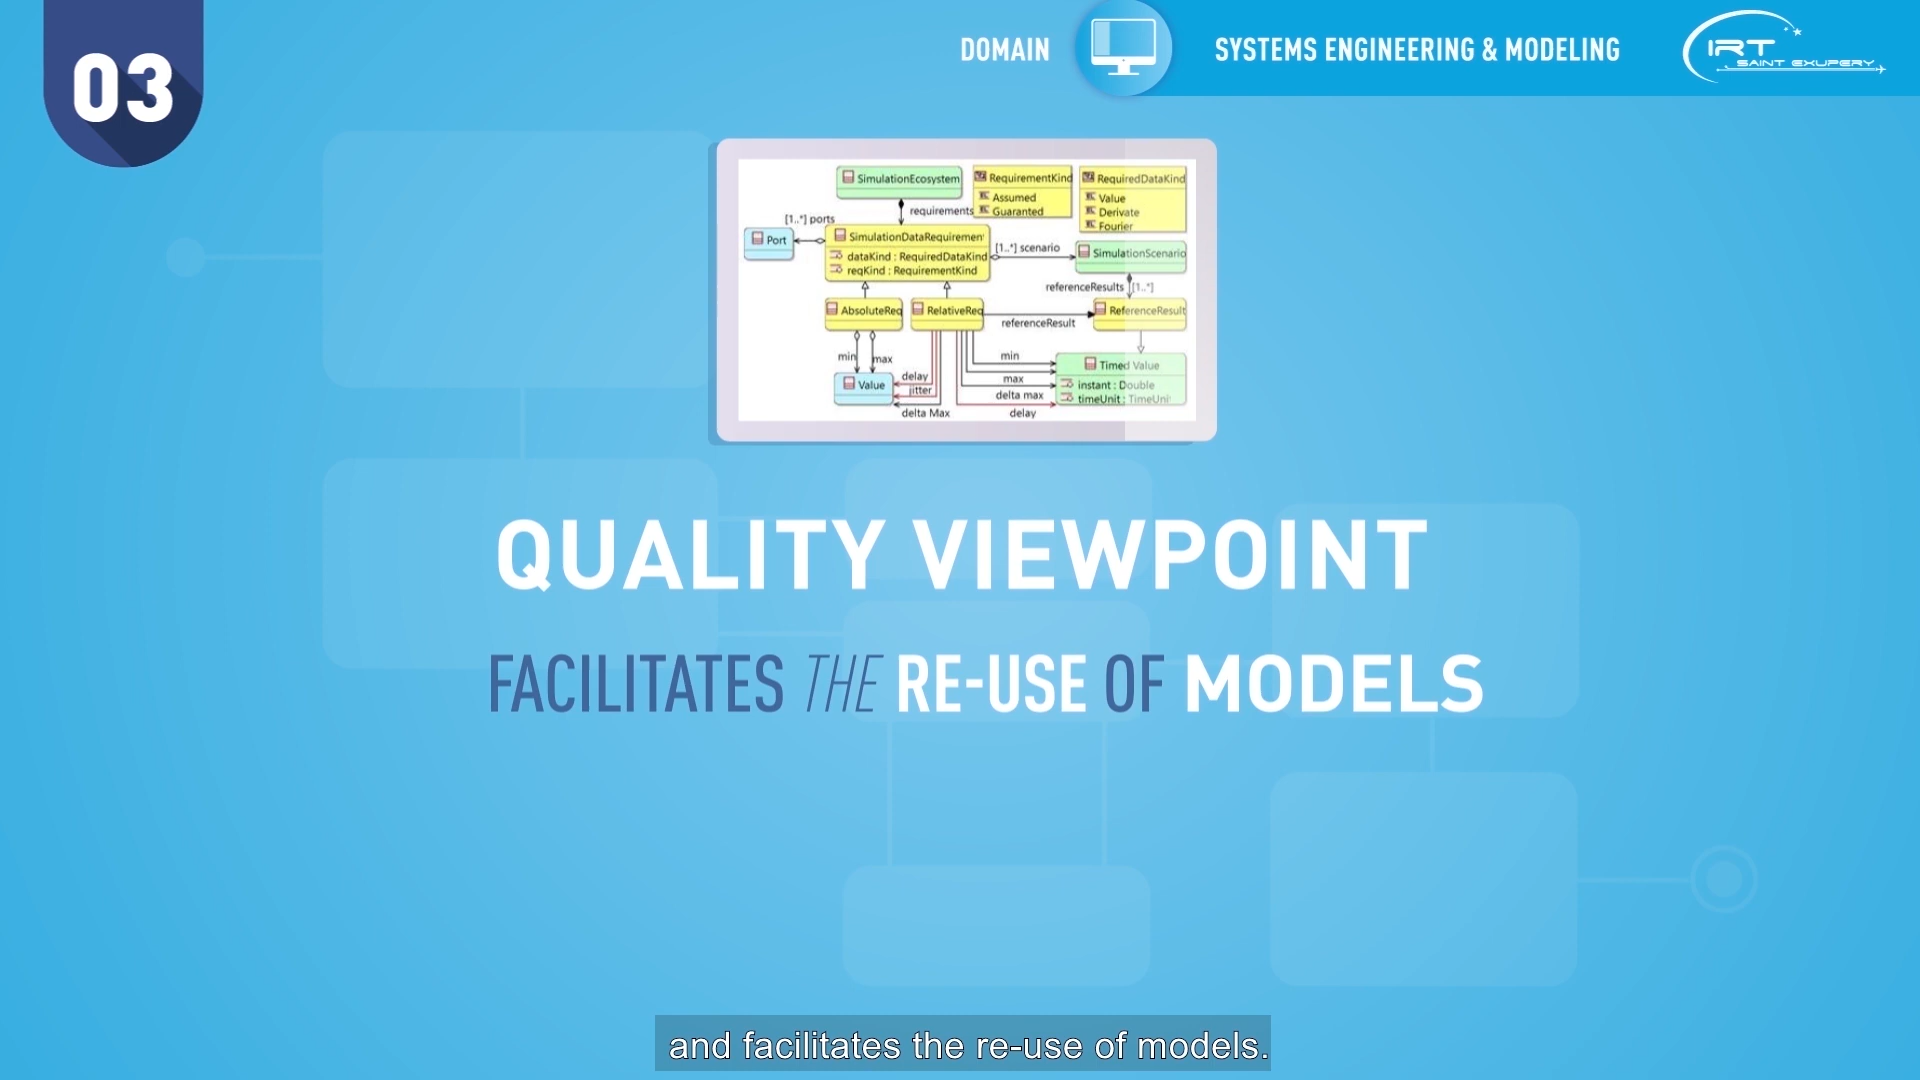 03
DOMAIN
SYSTEMS ENGINEERING & MODELING
IRT
SAINT EXUPERY
SimulationEcosystem
RequirementKind
Assumed
Guaranted
RequiredDataKind
Value
Derivate
Fourier
requirements
[1..*] ports
Port
SimulationDataRequirement
dataKind : RequiredDataKind
reqKind : RequirementKind
[1..*] scenario
SimulationScenario
referenceResults [1..*]
AbsoluteReq
RelativeReq
referenceResult
ReferenceResult
min
max
Value
delay
jitter
delta Max
min
max
delta max
delay
Timed Value
instant : Double
timeUnit : TimeUnit
QUALITY VIEWPOINT
FACILITATES THE RE-USE OF MODELS
and facilitates the re-use of models.